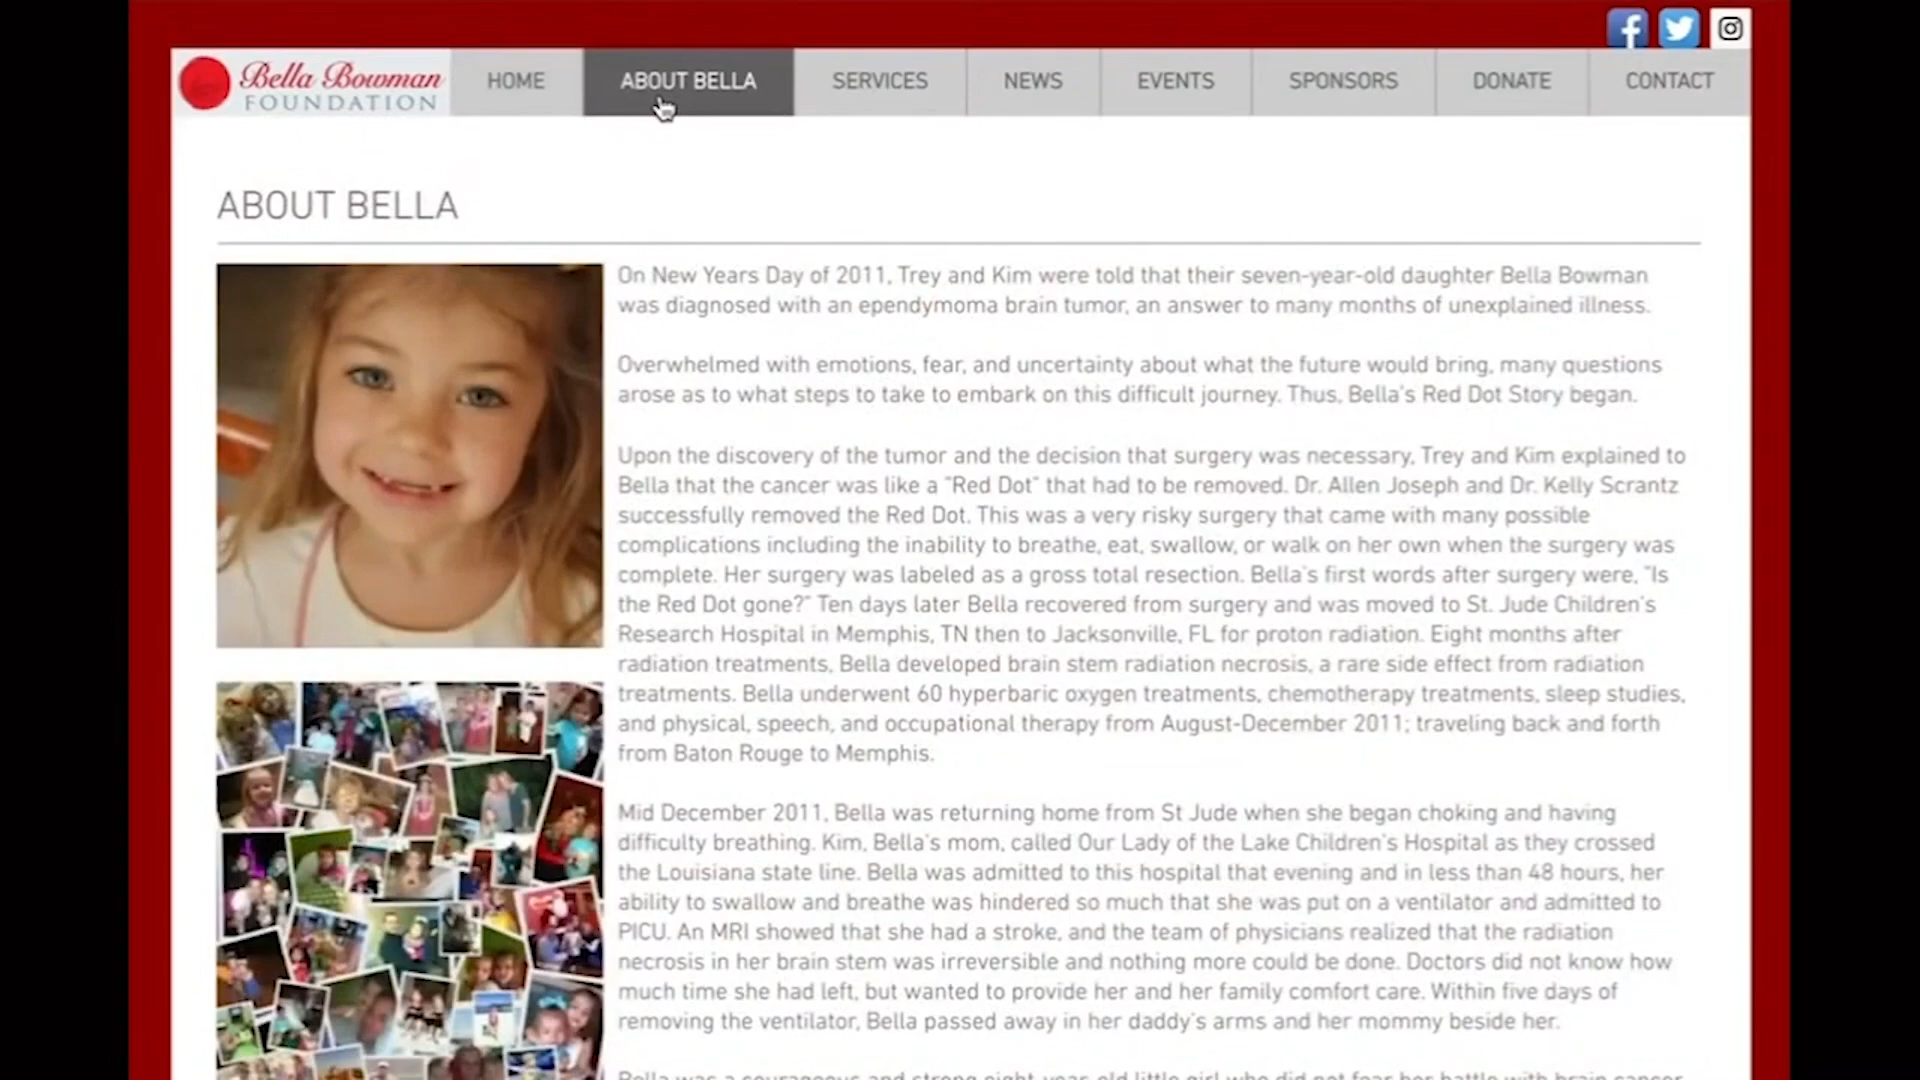 Bella Bowman
FOUNDATION
HOME
ABOUT BELLA
SERVICES
NEWS
EVENTS
SPONSORS
DONATE
CONTACT
ABOUT BELLA
On New Years Day of 2011, Trey and Kim were told that their seven-year-old daughter Bella Bowman
was diagnosed with an ependymoma brain tumor, an answer to many months of unexplained illness.
Overwhelmed with emotions, fear, and uncertainty about what the future would bring, many questions
arose as to what steps to take to embark on this difficult journey. Thus, Bella's Red Dot Story began.
Upon the discovery of the tumor and the decision that surgery was necessary, Trey and Kim explained to
Bella that the cancer was like a "Red Dot" that had to be removed. Dr. Allen Joseph and Dr. Kelly Scrantz
successfully removed the Red Dot. This was a very risky surgery that came with many possible
complications including the inability to breathe, eat, swallow, or walk on her own when the surgery was
complete. Her surgery was labeled as a gross total resection. Bella's first words after surgery were, "Is
the Red Dot gone?" Ten days later Bella recovered from surgery and was moved to St. Jude Children's
Research Hospital in Memphis, TN then to Jacksonville, FL for proton radiation. Eight months after
radiation treatments, Bella developed brain stem radiation necrosis, a rare side effect from radiation
treatments. Bella underwent 60 hyperbaric oxygen treatments, chemotherapy treatments, sleep studies,
and physical, speech, and occupational therapy from August-December 2011; traveling back and forth
from Baton Rouge to Memphis.
Mid December 2011, Bella was returning home from St Jude when she began choking and having
difficulty breathing. Kim, Bella's mom, called Our Lady of the Lake Children's Hospital as they crossed
the Louisiana state line. Bella was admitted to this hospital that evening and in less than 48 hours, her
ability to swallow and breathe was hindered so much that she was put on a ventilator and admitted to
PICU. An MRI showed that she had a stroke, and the team of physicians realized that the radiation
necrosis in her brain stem was irreversible and nothing more could be done. Doctors did not know how
much time she had left, but wanted to provide her and her family comfort care. Within five days of
removing the ventilator, Bella passed away in her daddy's arms and her mommy beside her.
Bella was a courageous and strong eight-year-old little girl who did not fear her battle with brain cancer